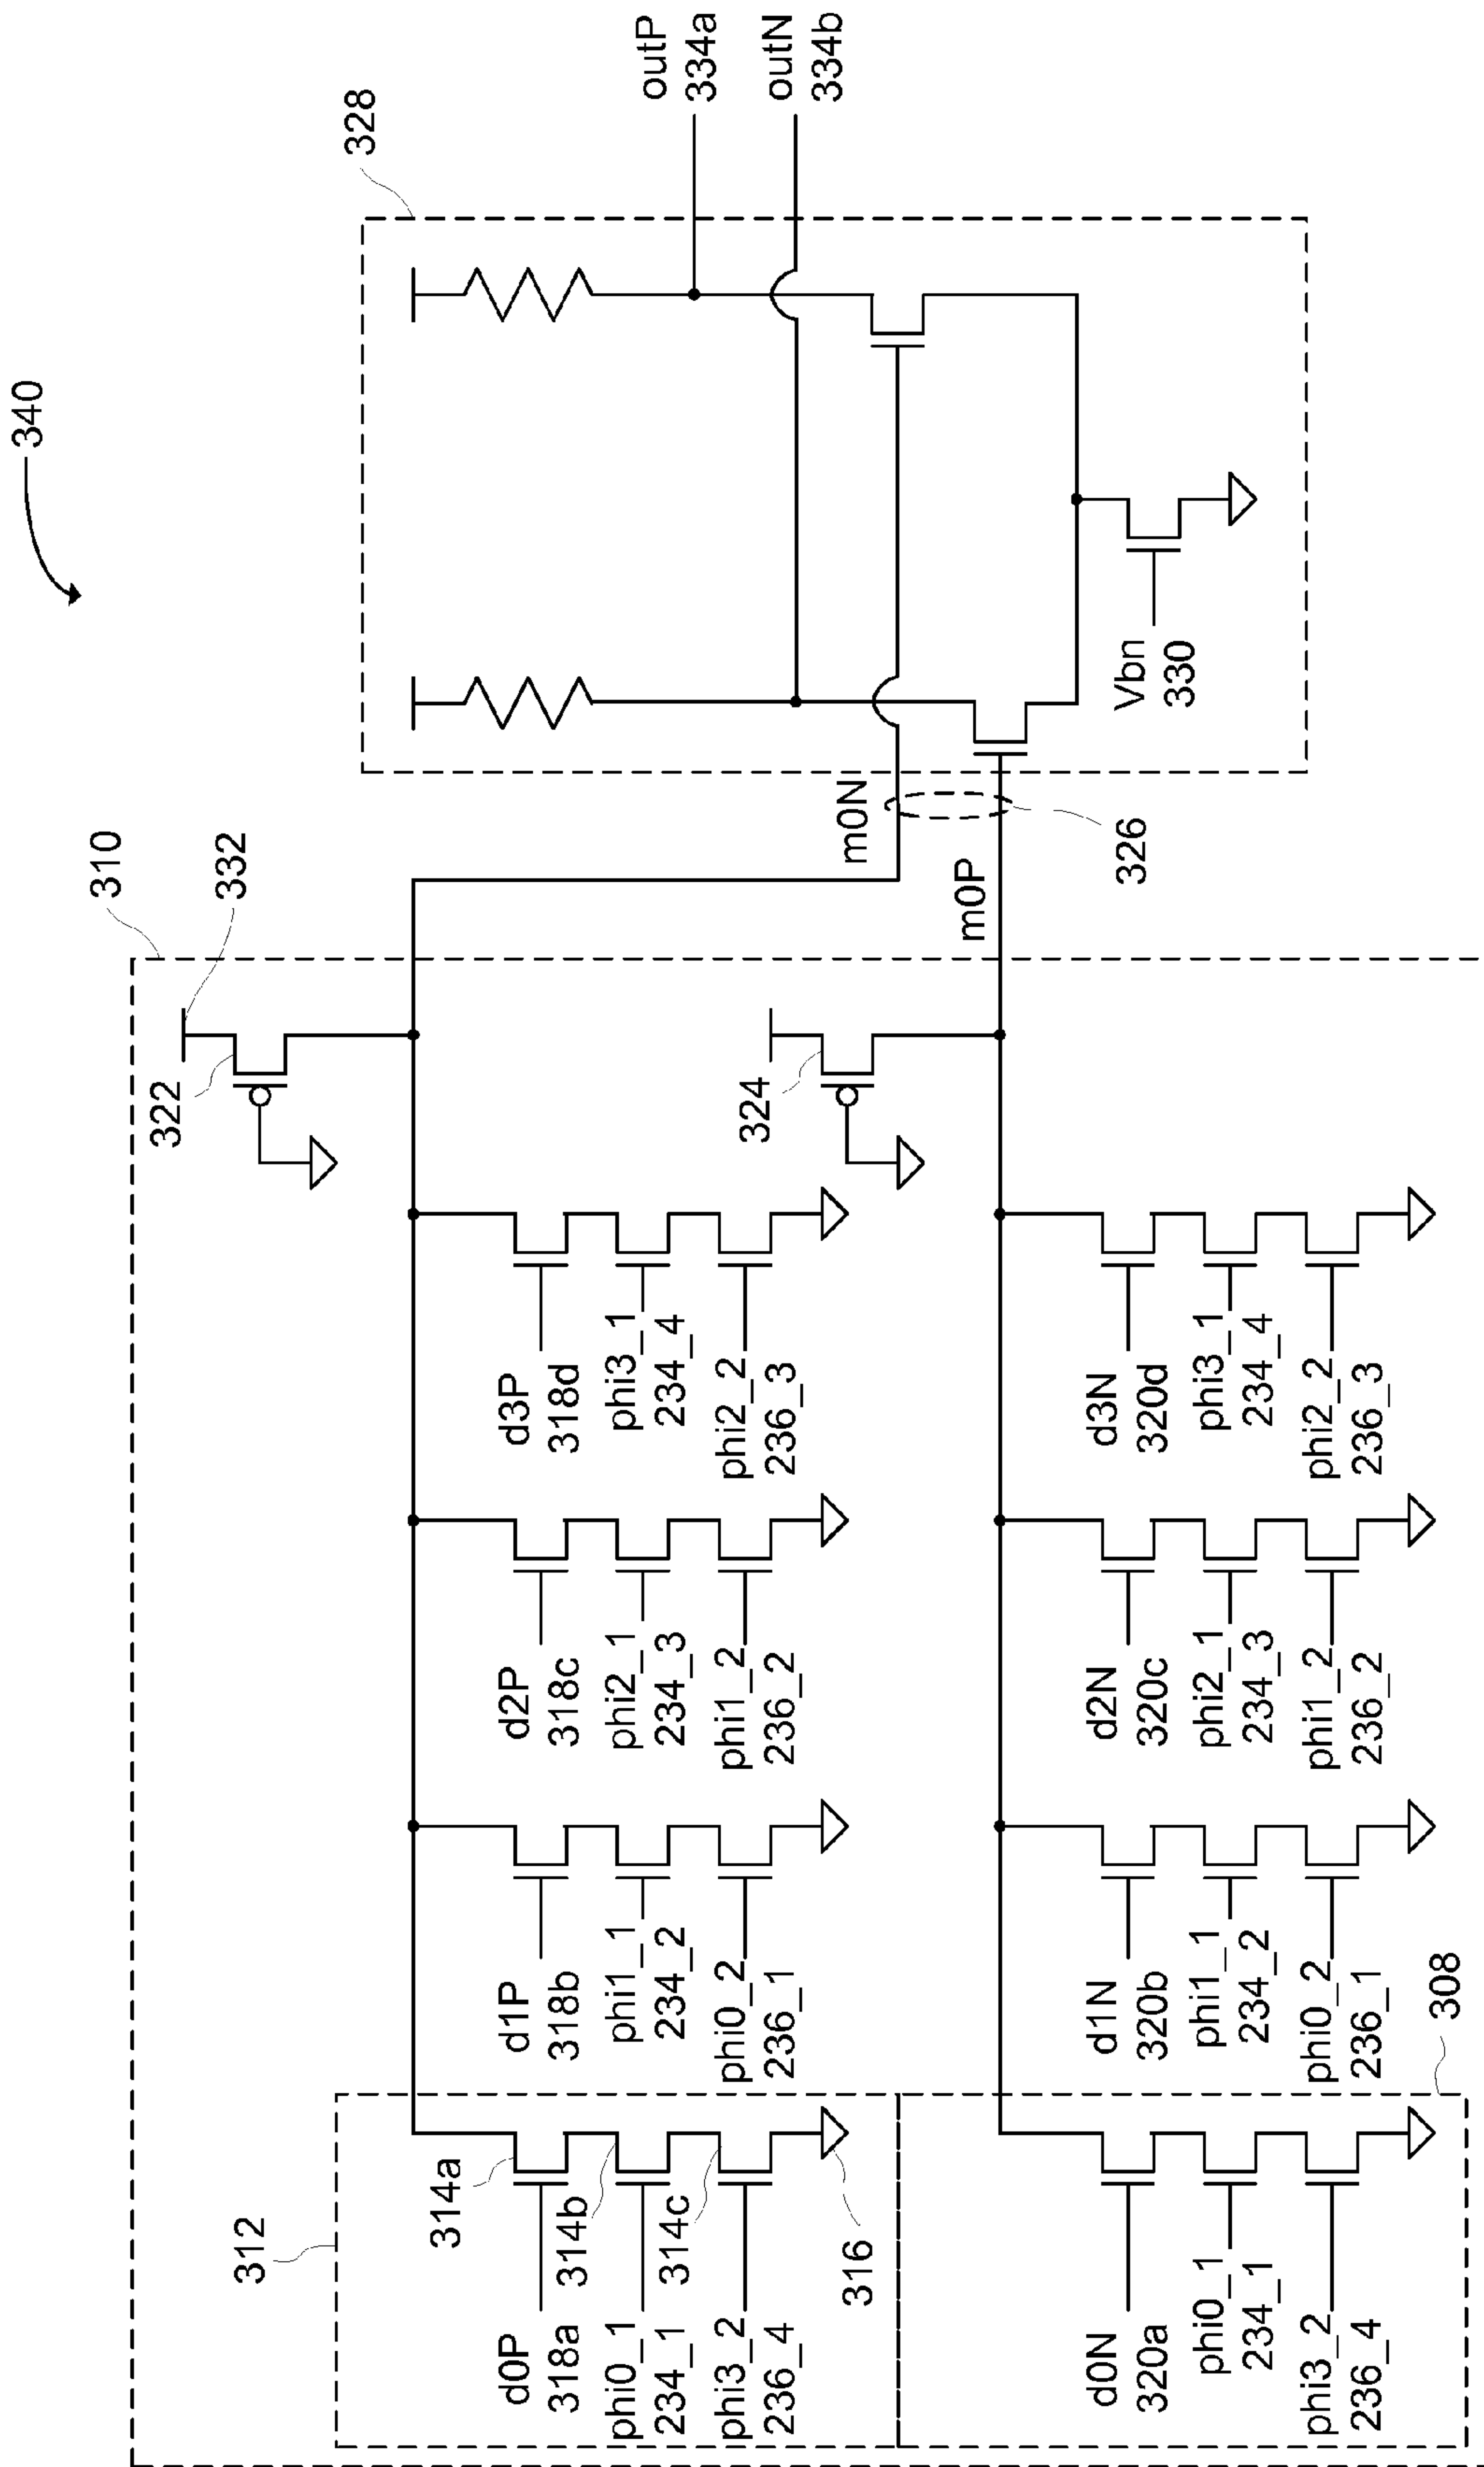 340
328
outP
334a
outN
334b
Vbn
330
m0N
m0P
326
310
332
322
324
d3P
318d
phi3_1
234_4
phi2_2
236_3
d2P
318c
phi2_1
234_3
phi1_2
236_2
d1P
318b
phi1_1
234_2
phi0_2
236_1
312
314a
314b
314c
316
d0P
318a
phi0_1
234_1
phi3_2
236_4
d3N
320d
phi3_1
234_4
phi2_2
236_3
d2N
320c
phi2_1
234_3
phi1_2
236_2
d1N
320b
phi1_1
234_2
phi0_2
236_1
308
d0N
320a
phi0_1
234_1
phi3_2
236_4